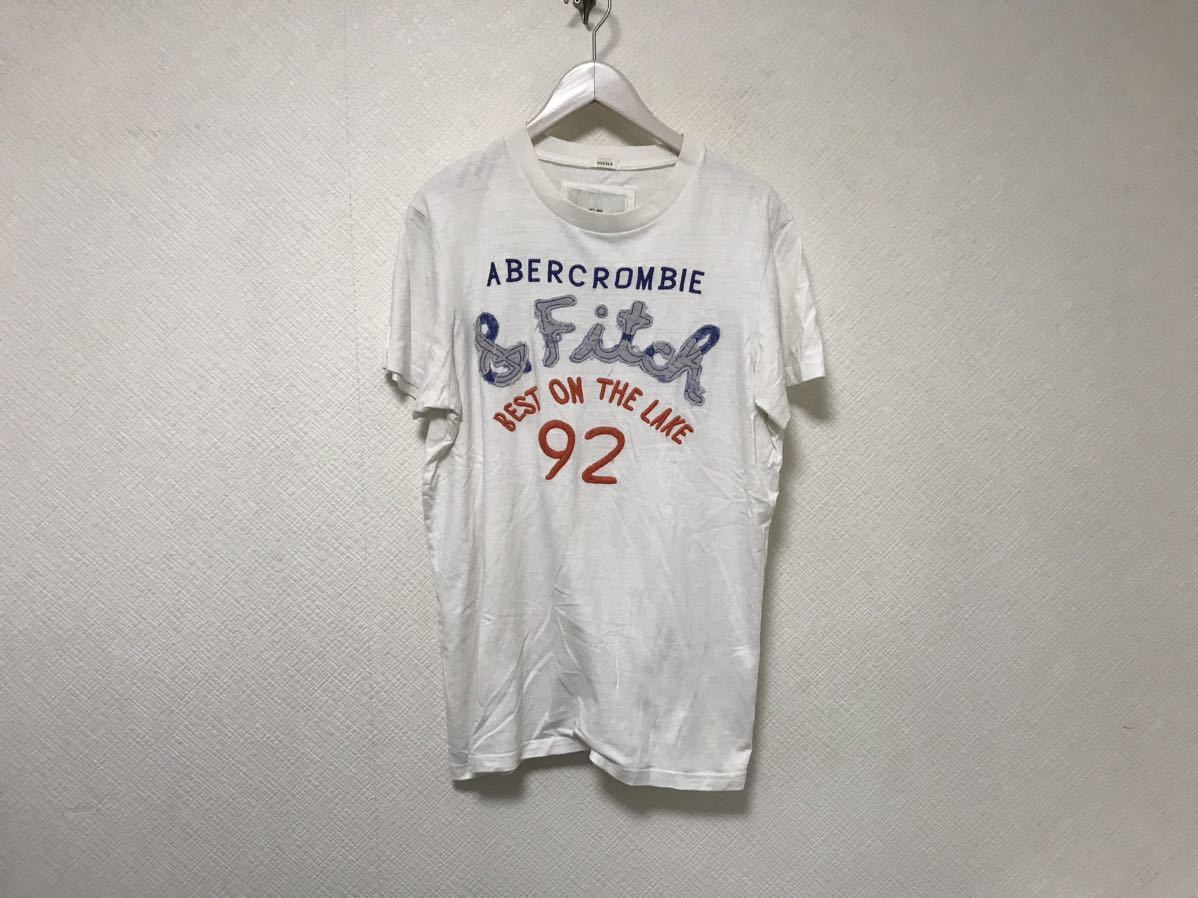 ABERCROMBIE
& Fitch
BEST ON THE LAKE
92